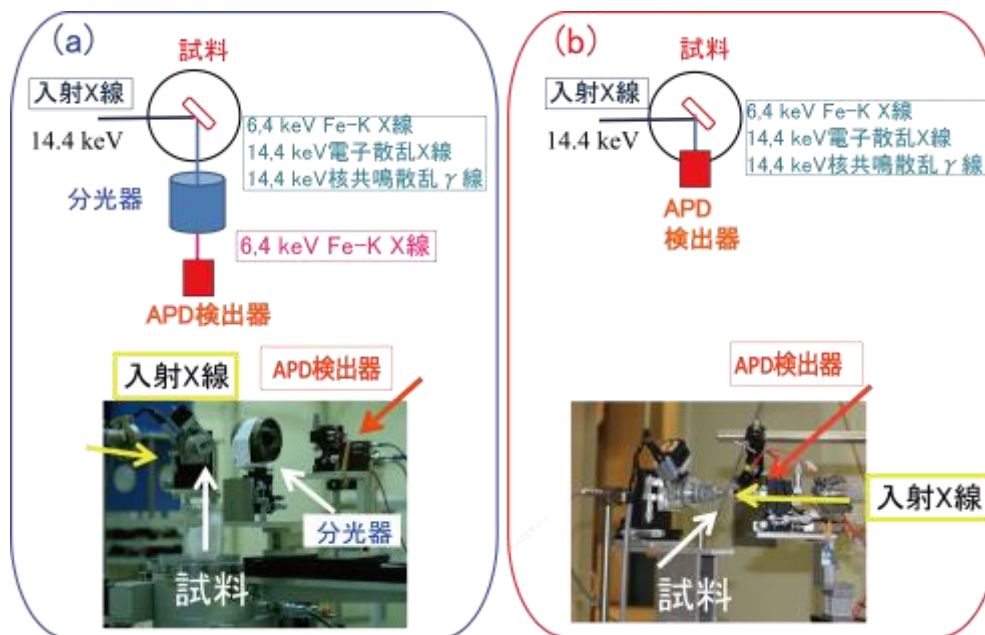 (a)
試料
入射X線
14.4 keV
6,4 keV Fe-K X線
14,4 keV電子散乱X線
14,4 keV核共鳴散乱γ線
分光器
6,4 keV Fe-K X線
APD検出器
入射X線
APD検出器
分光器
試料
(b)
試料
入射X線
14.4 keV
6,4 keV Fe-K X線
14,4 keV電子散乱X線
14,4 keV核共鳴散乱γ線
APD
検出器
APD検出器
入射X線
試料